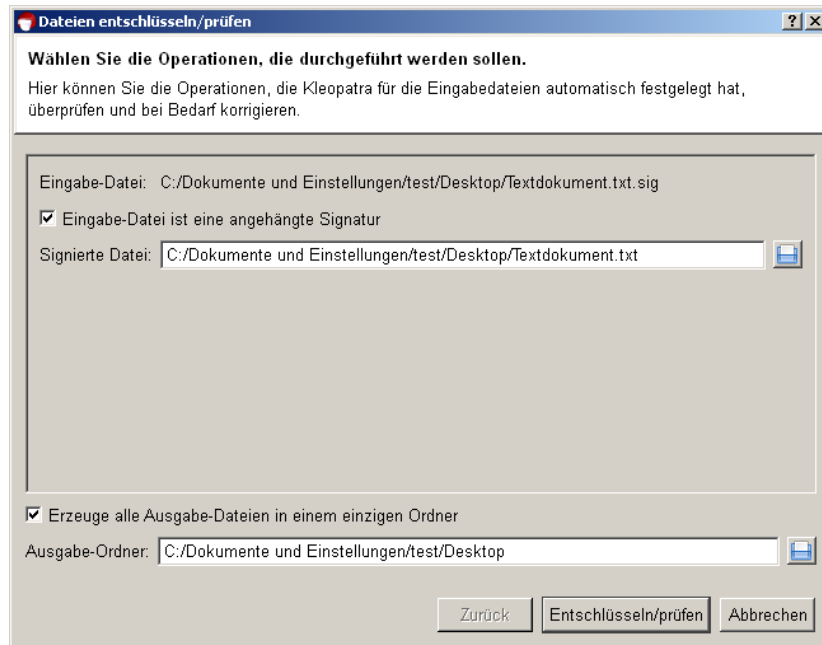 Dateien entschlüsseln/prüfen
Wählen Sie die Operationen, die durchgeführt werden sollen.
Hier können Sie die Operationen, die Kleopatra für die Eingabedateien automatisch festgelegt hat,
überprüfen und bei Bedarf korrigieren.
Eingabe-Datei: C:/Dokumente und Einstellungen/test/Desktop/Textdokument.txt.sig
Eingabe-Datei ist eine angehängte Signatur
Signierte Datei: C:/Dokumente und Einstellungen/test/Desktop/Textdokument.txt
Erzeuge alle Ausgabe-Dateien in einem einzigen Ordner
Ausgabe-Ordner: C:/Dokumente und Einstellungen/test/Desktop
Zurück Entschlüsseln/prüfen Abbrechen